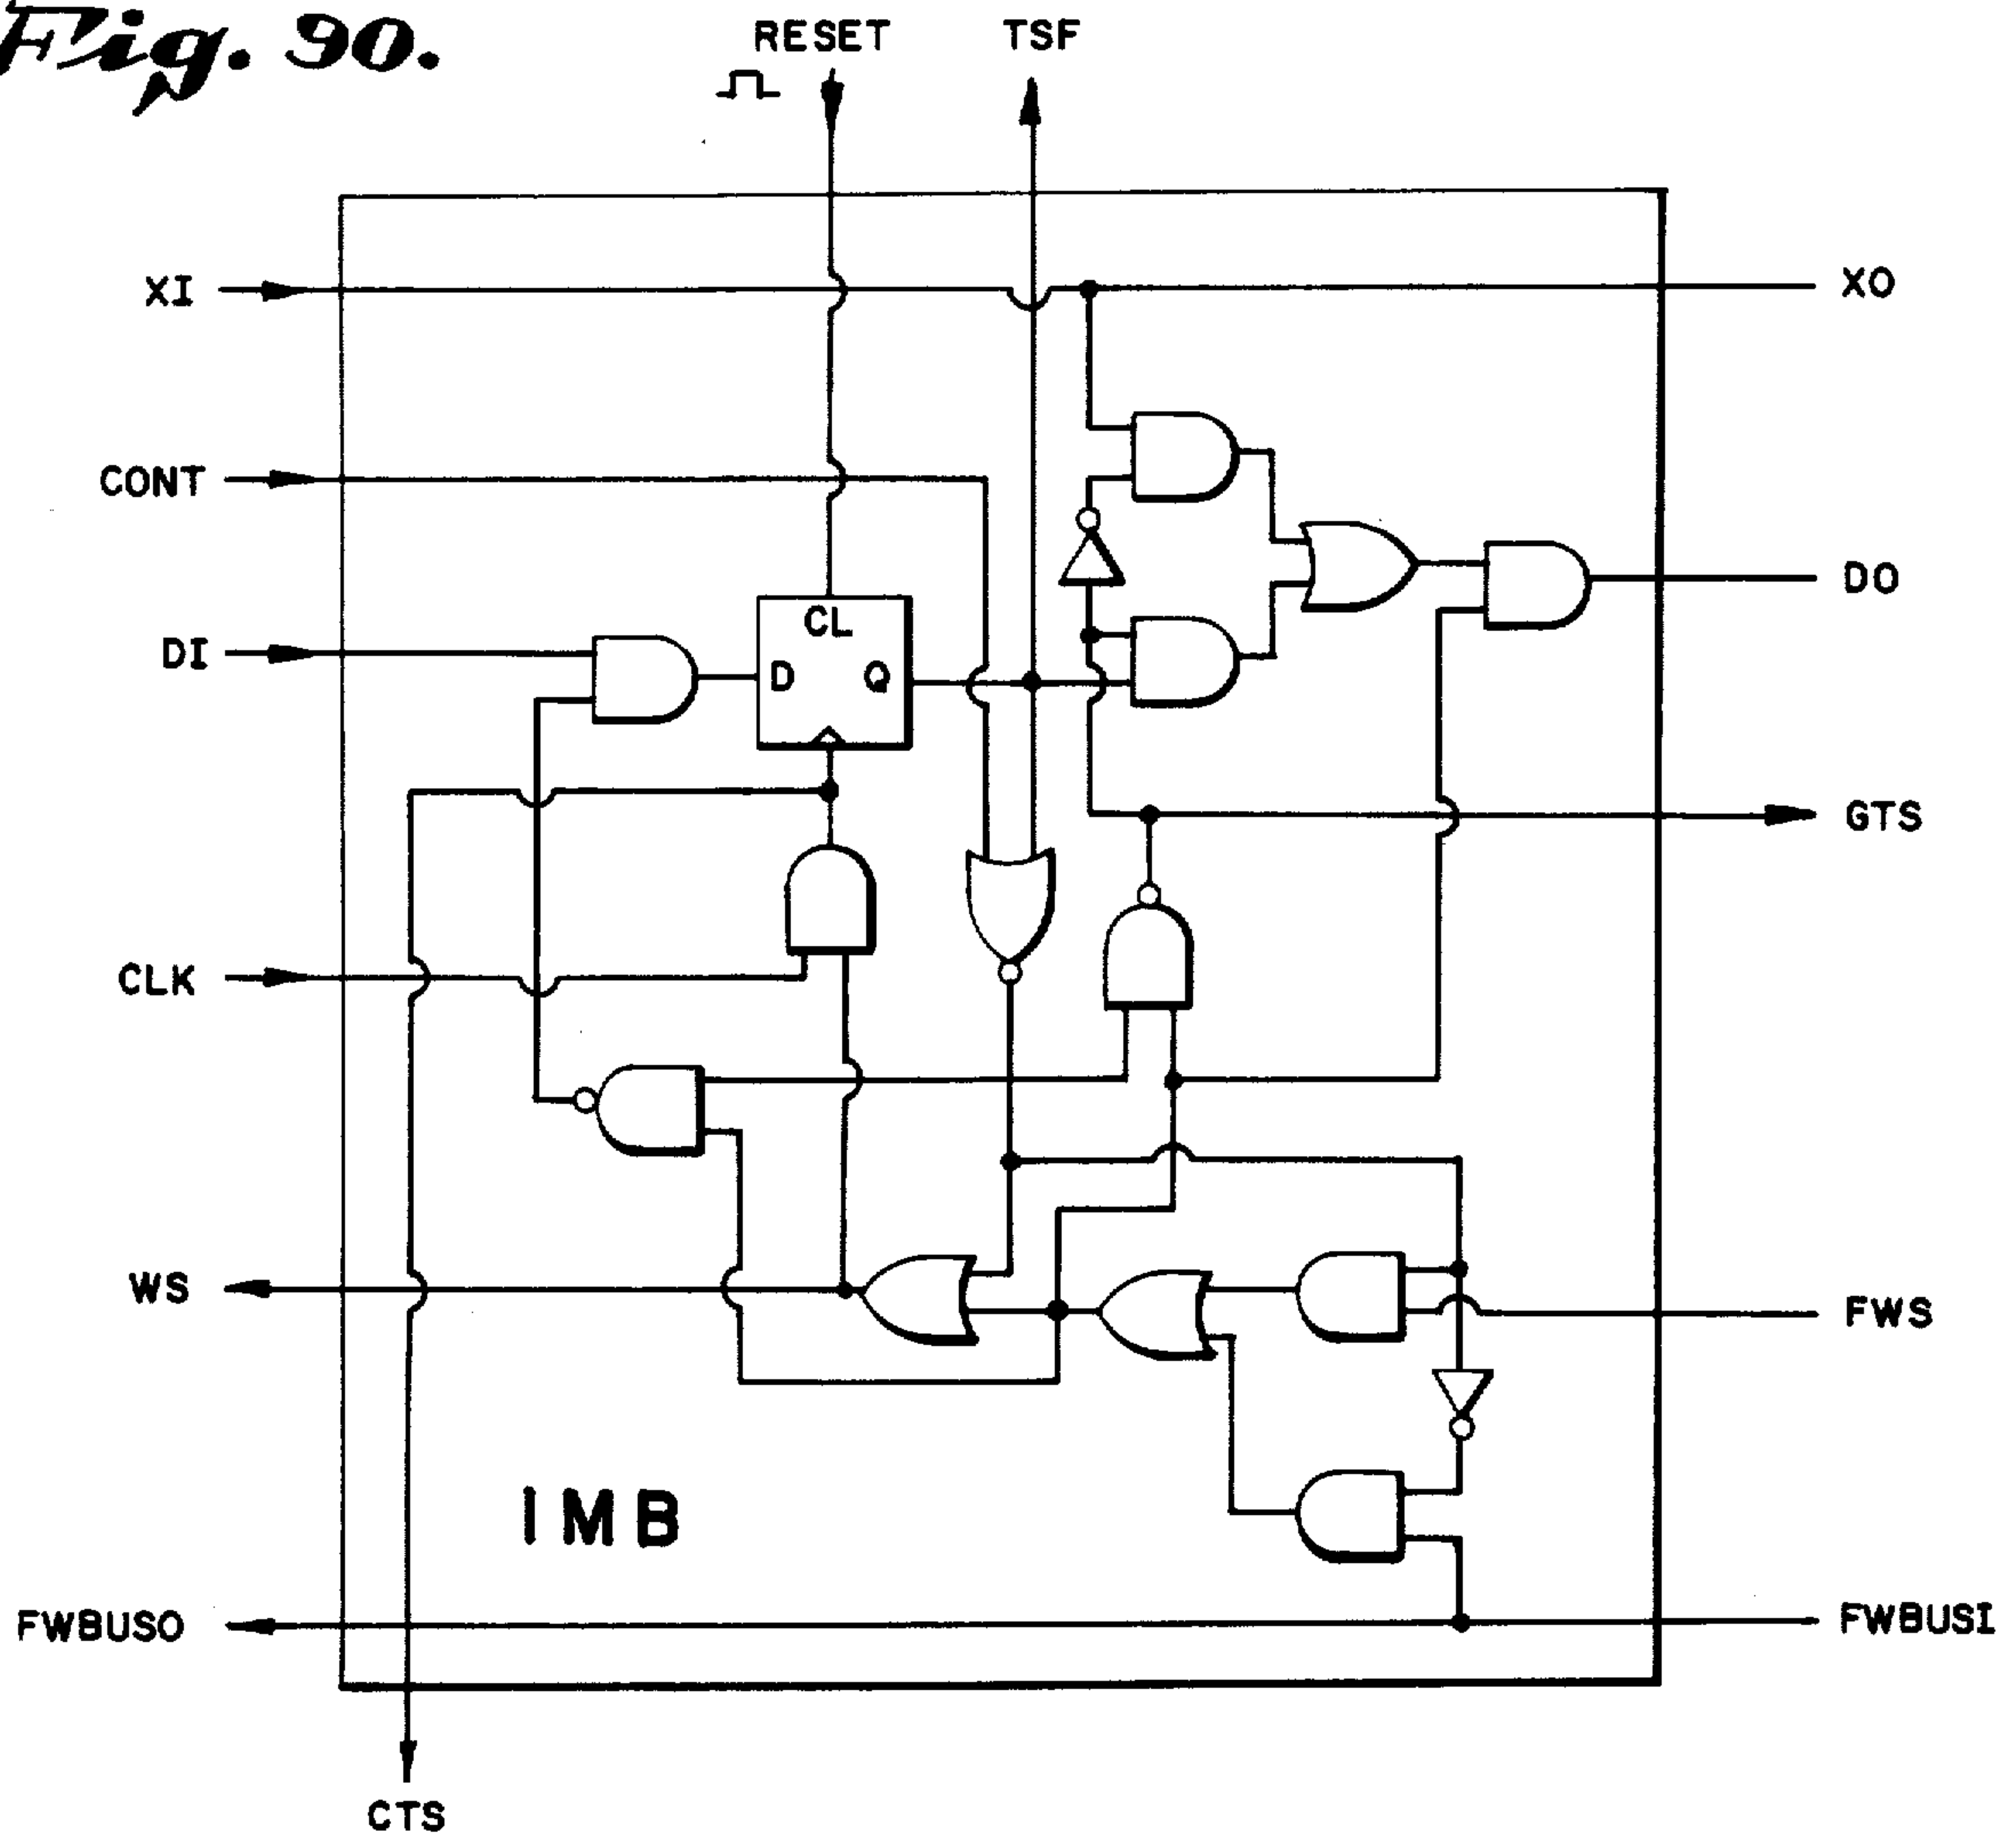 Fig. 90.
RESET
TSF
XI
XO
CONT
DO
CL
DI
D
Q
GTS
CLK
WS
FWS
IMB
FWBUSO
FWBUSI
CTS